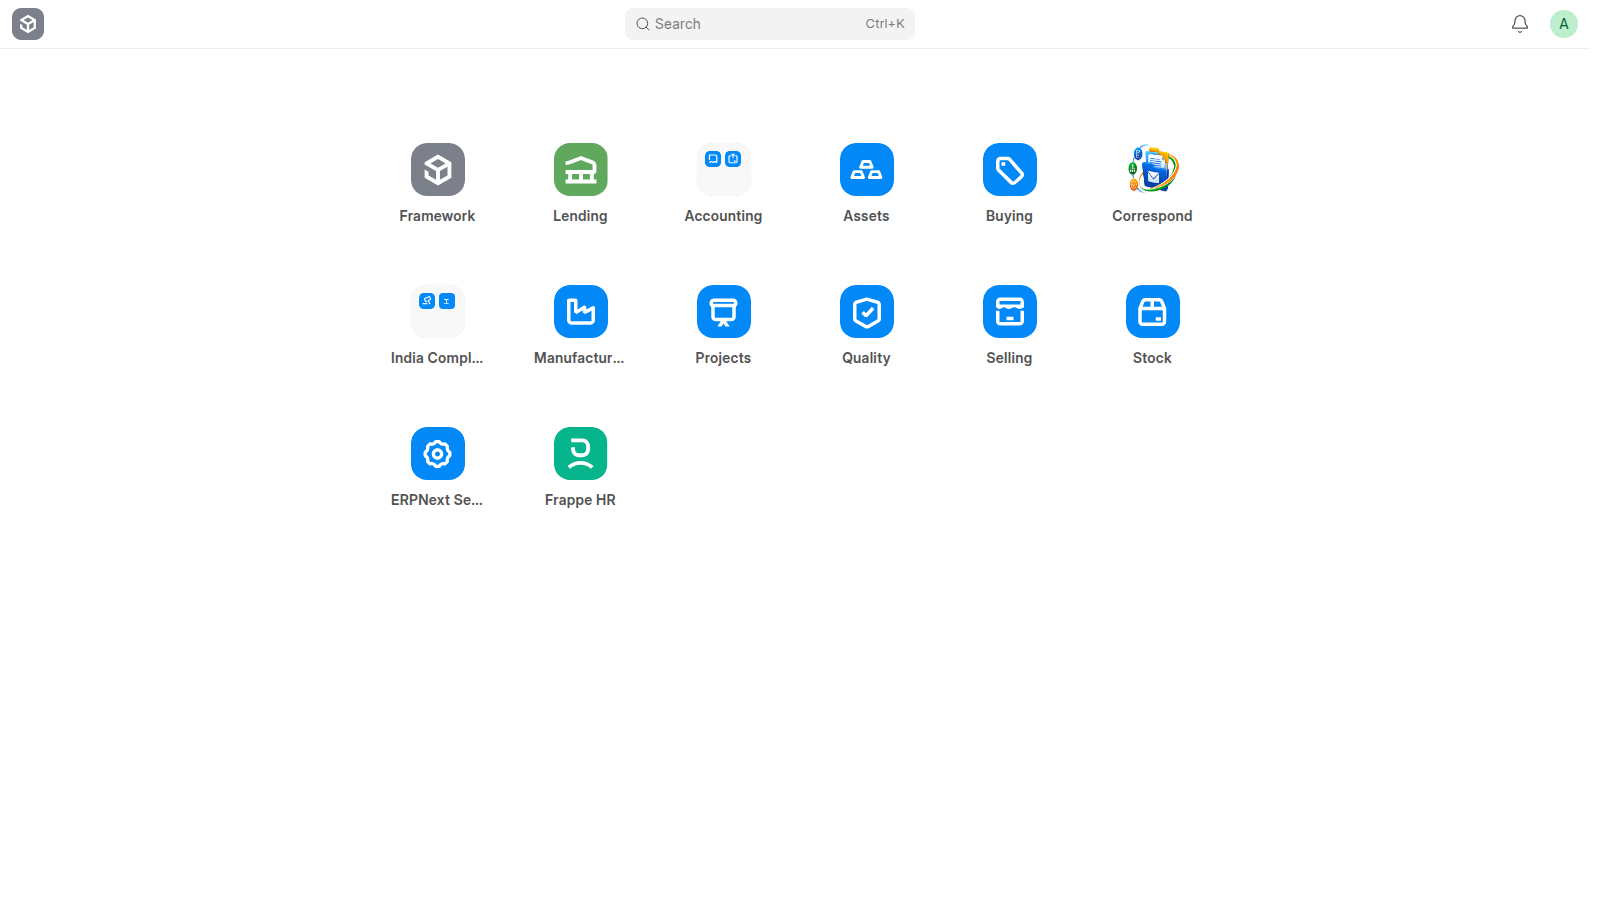 Search Ctrl+K
A
Framework
Lending
Accounting
Assets
Buying
Correspond
India Compl...
Manufactur...
Projects
Quality
Selling
Stock
ERPNext Se...
Frappe HR